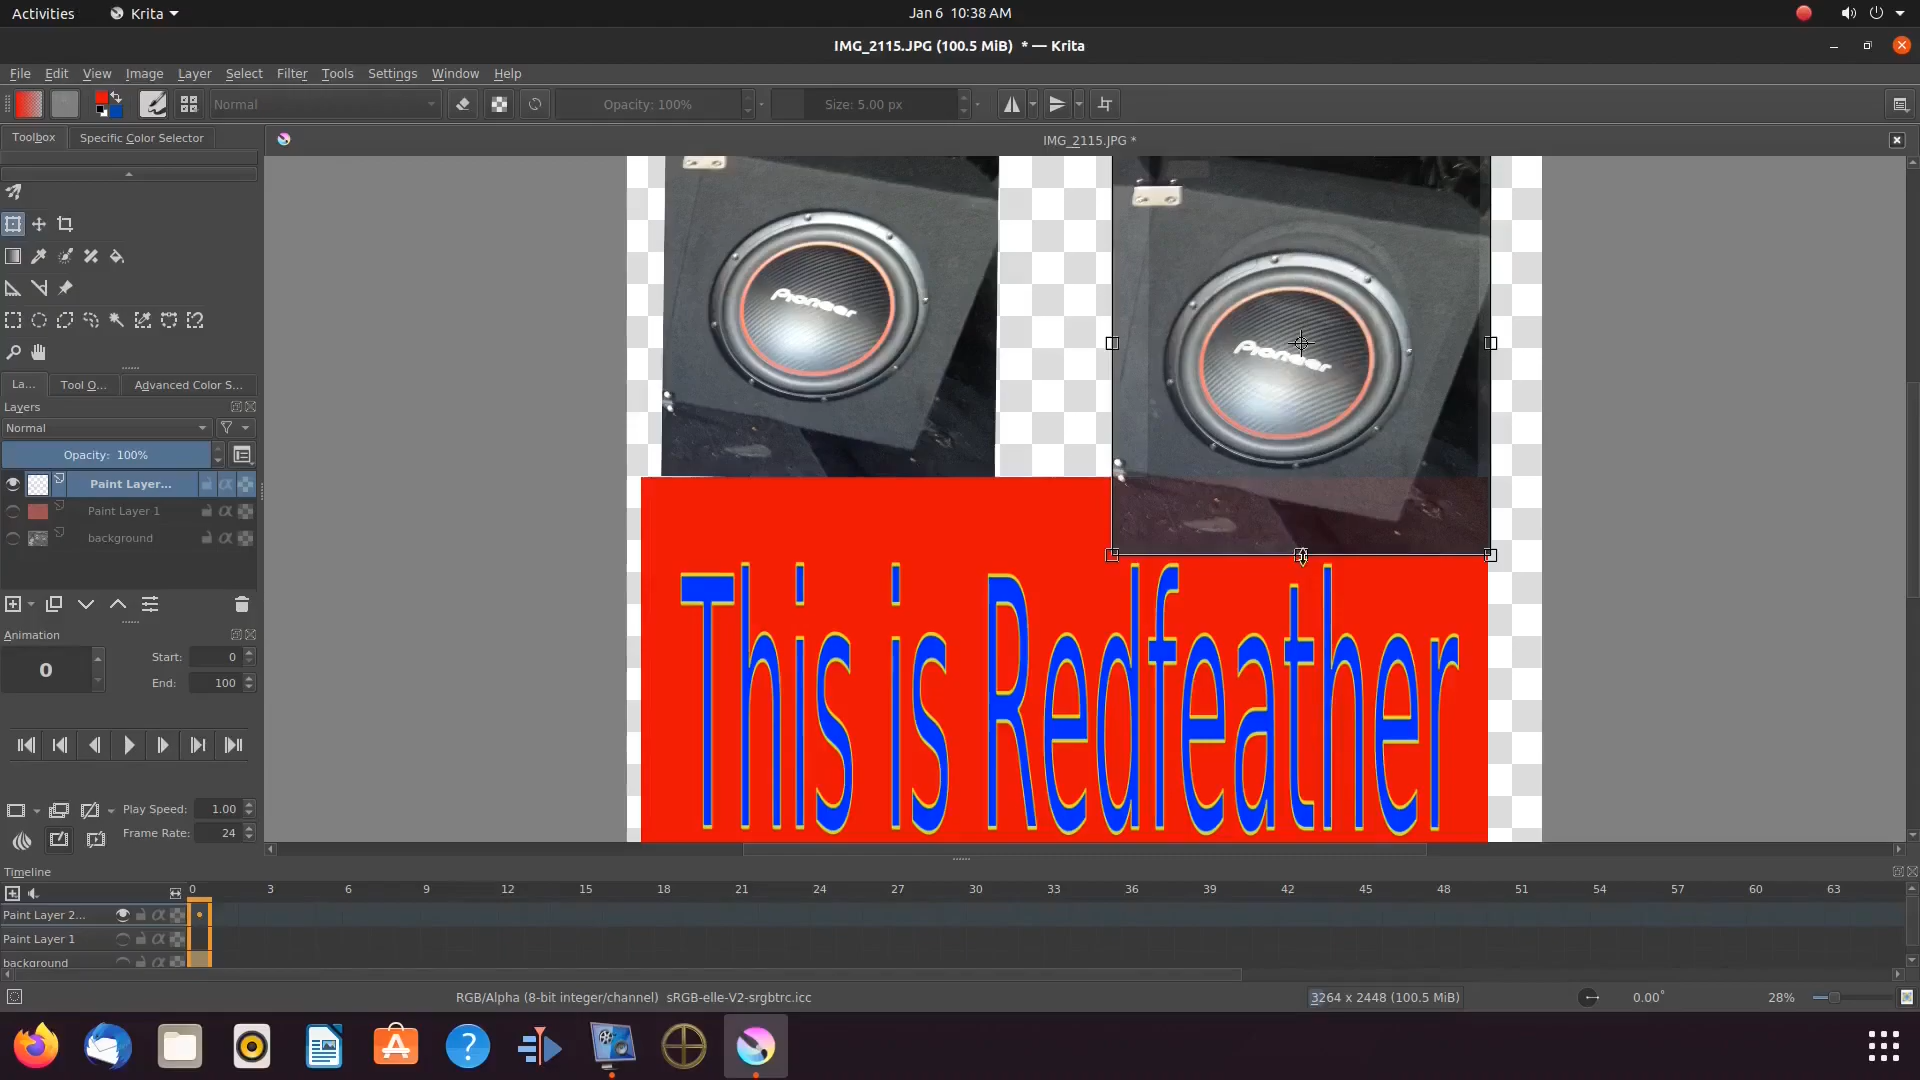 Activities Krita Jan 6 10:38 AM
IMG_2115.JPG (100.5 MiB) * — Krita
File Edit View Image Layer Select Filter Tools Settings Window Help
Normal Opacity: 100% Size: 5.00 px
Toolbox Specific Color Selector
IMG_2115.JPG *
Pioneer
Pioneer
La... Tool O... Advanced Color S...
Layers
Normal
Opacity: 100%
Paint Layer...
Paint Layer 1
background
This is Redfeather
Animation
0 Start: 0
End: 100
Play Speed: 1.00
Frame Rate: 24
Timeline
0 3 6 9 12 15 18 21 24 27 30 33 36 39 42 45 48 51 54 57 60 63
Paint Layer 2...
Paint Layer 1
background
RGB/Alpha (8-bit integer/channel) sRGB-elle-V2-srgbtrc.icc 3264 x 2448 (100.5 MiB) 0.00° 28%